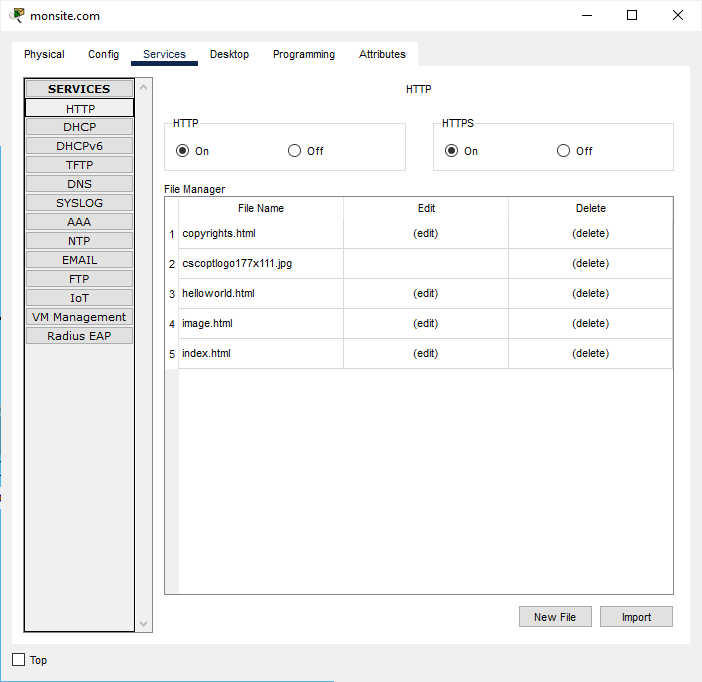 monsite.com
Physical Config Services Desktop Programming Attributes
SERVICES
HTTP
DHCP
DHCPv6
TFTP
DNS
SYSLOG
AAA
NTP
EMAIL
FTP
IoT
VM Management
Radius EAP
HTTP
HTTP
On Off
HTTPS
On Off
File Manager
File Name Edit Delete
1 copyrights.html (edit) (delete)
2 cscoptlogo177x111.jpg (delete)
3 helloworld.html (edit) (delete)
4 image.html (edit) (delete)
5 index.html (edit) (delete)
New File Import
Top